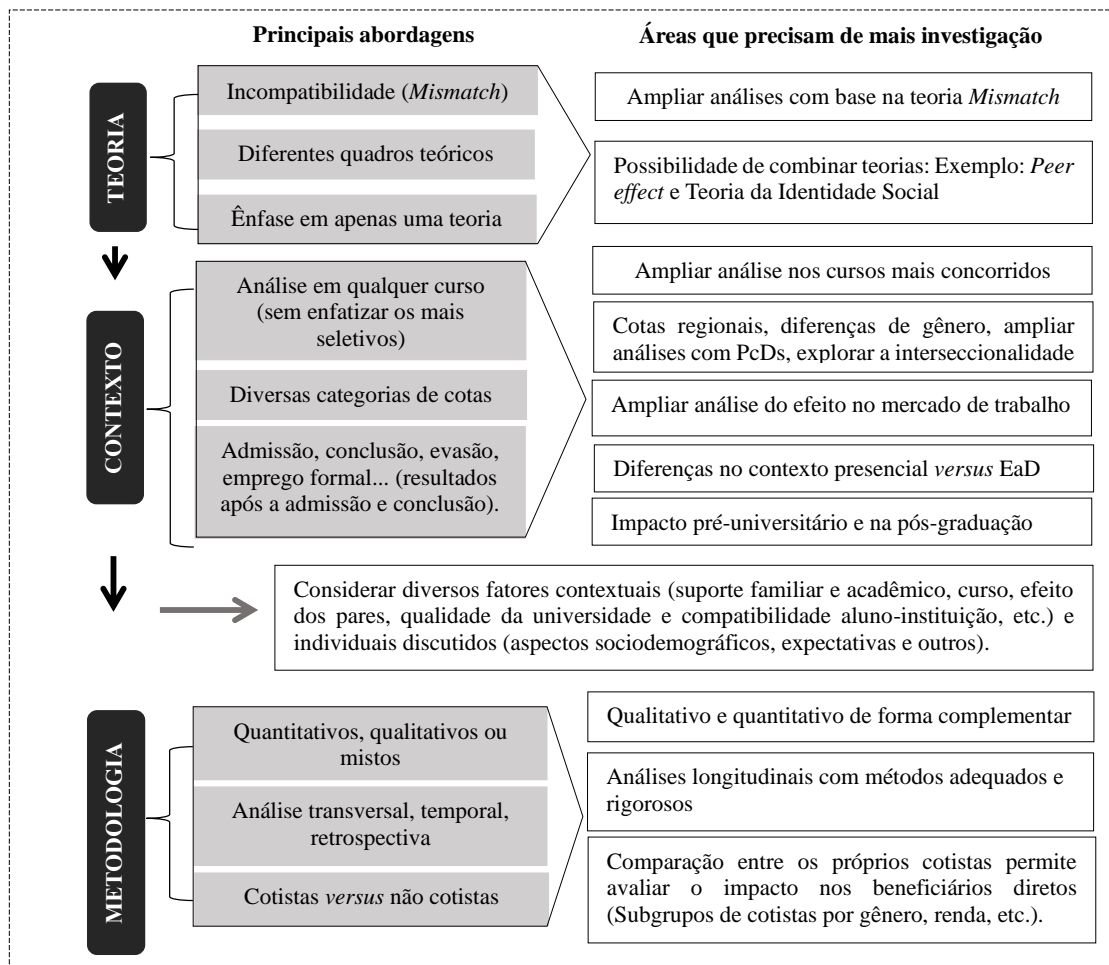 Principais abordagens
Áreas que precisam de mais investigação
TEORIA
Incompatibilidade (Mismatch)
Diferentes quadros teóricos
Ênfase em apenas uma teoria
Ampliar análises com base na teoria Mismatch
Possibilidade de combinar teorias: Exemplo: Peer
effect e Teoria da Identidade Social
CONTEXTO
Análise em qualquer curso
(sem enfatizar os mais
seletivos)
Diversas categorias de cotas
Admissão, conclusão, evasão,
emprego formal... (resultados
após a admissão e conclusão).
Ampliar análise nos cursos mais concorridos
Cotas regionais, diferenças de gênero, ampliar
análises com PcDs, explorar a interseccionalidade
Ampliar análise do efeito no mercado de trabalho
Diferenças no contexto presencial versus EaD
Impacto pré-universitário e na pós-graduação
Considerar diversos fatores contextuais (suporte familiar e acadêmico, curso, efeito
dos pares, qualidade da universidade e compatibilidade aluno-instituição, etc.) e
individuais discutidos (aspectos sociodemográficos, expectativas e outros).
METODOLOGIA
Quantitativos, qualitativos ou
mistos
Análise transversal, temporal,
retrospectiva
Cotistas versus não cotistas
Qualitativo e quantitativo de forma complementar
Análises longitudinais com métodos adequados e
rigorosos
Comparação entre os próprios cotistas permite
avaliar o impacto nos beneficiários diretos
(Subgrupos de cotistas por gênero, renda, etc.).